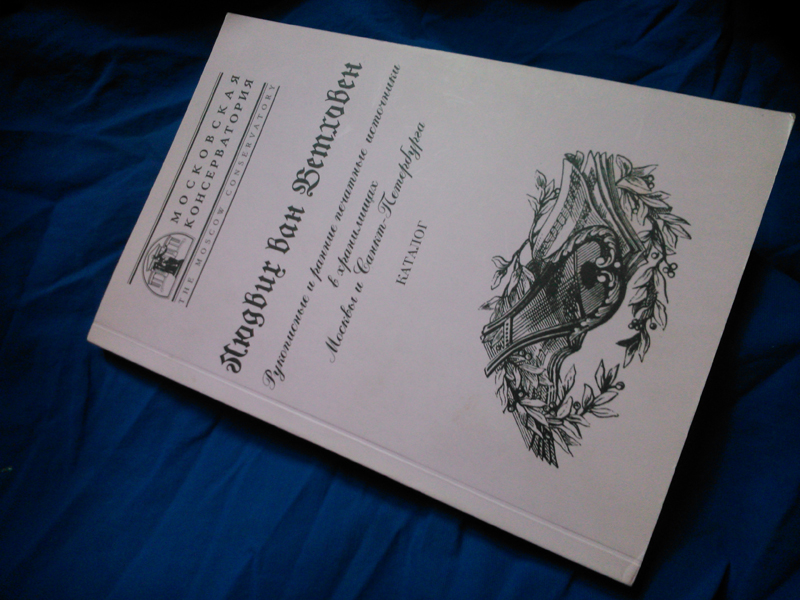 МОСКОВСКАЯ
КОНСЕРВАТОРИЯ
THE MOSCOW CONSERVATORY
Людвиг ван Бетховен
Рукописные и ранние печатные источники
в хранилищах
Москвы и Санкт-Петербурга
КАТАЛОГ